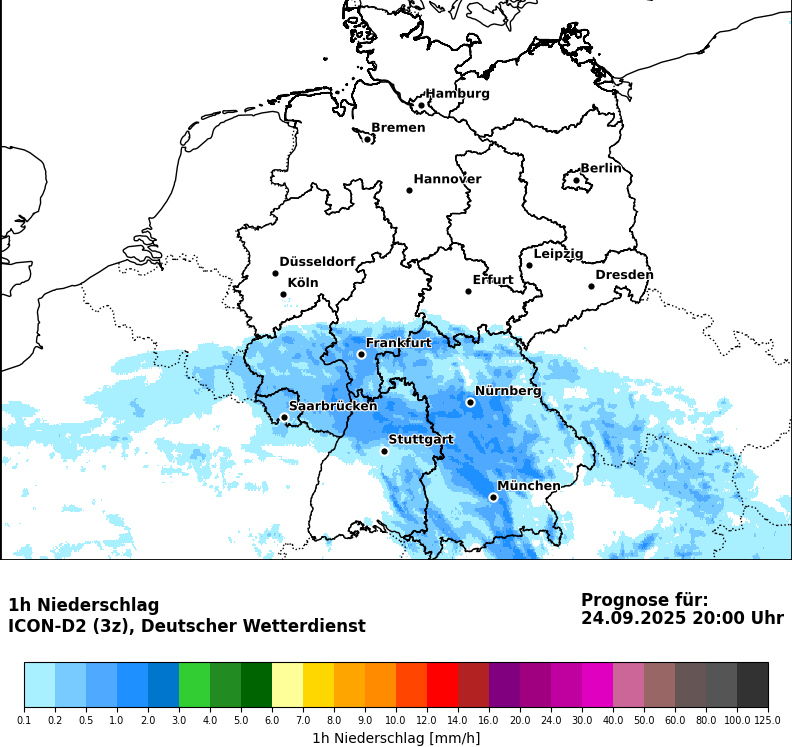 Hamburg
Bremen
Berlin
Hannover
Düsseldorf
Leipzig
Köln
Erfurt
Dresden
Frankfurt
Nürnberg
Saarbrücken
Stuttgart
München
1h Niederschlag
ICON-D2 (3z), Deutscher Wetterdienst
Prognose für:
24.09.2025 20:00 Uhr
0.1 0.2 0.5 1.0 2.0 3.0 4.0 5.0 6.0 7.0 9.0 10.0 12.0 14.0 16.0 20.0 24.0 30.0 40.0 50.0 60.0 80.0 100.0 125.0
1h Niederschlag [mm/h]